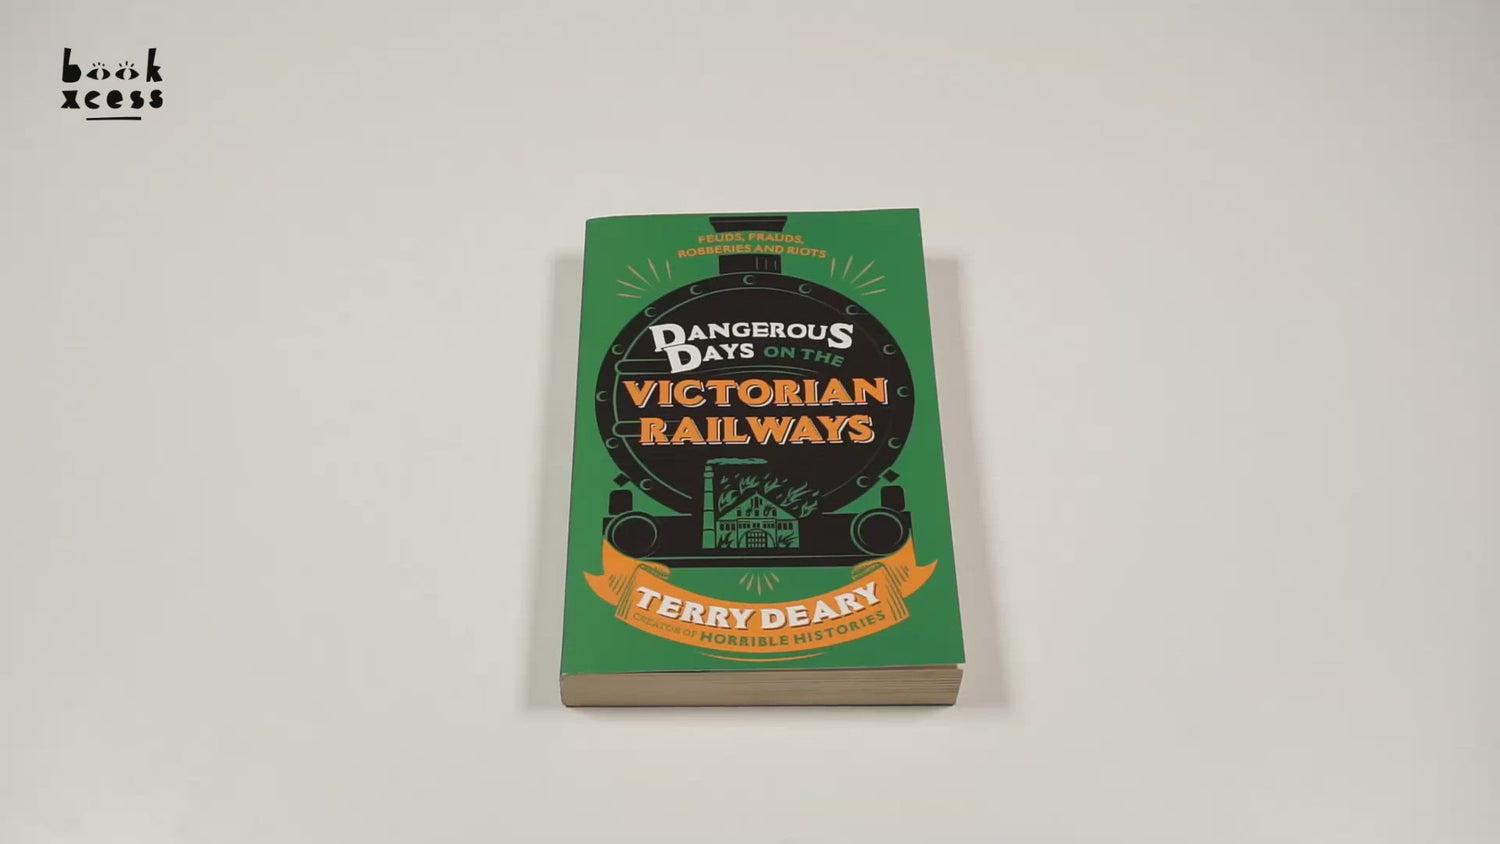 book
xcess
FEUDS, FRAUDS,
ROBBERIES AND RIOTS
DANGEROUS
DAYS ON THE
VICTORIAN
RAILWAYS
TERRY DEARY
CREATOR OF HORRIBLE HISTORIES